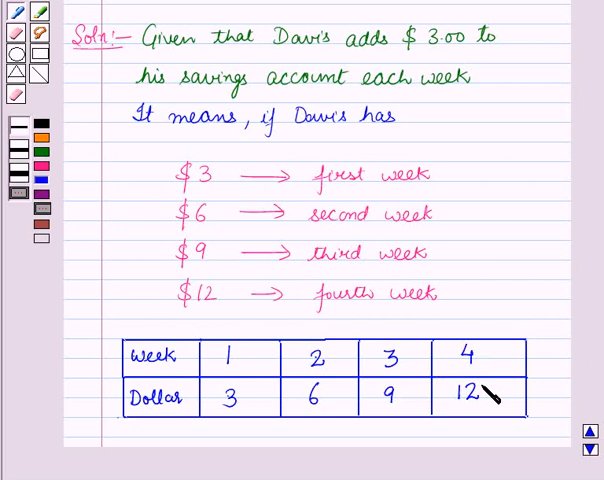 Soln:- Given that Davis adds $ 3.00 to
his savings account each week
It means, if Davis has
$3 → first week
$6 → second week
$9 → third week
$12 → fourth week
Week 1 2 3 4
Dollar 3 6 9 12